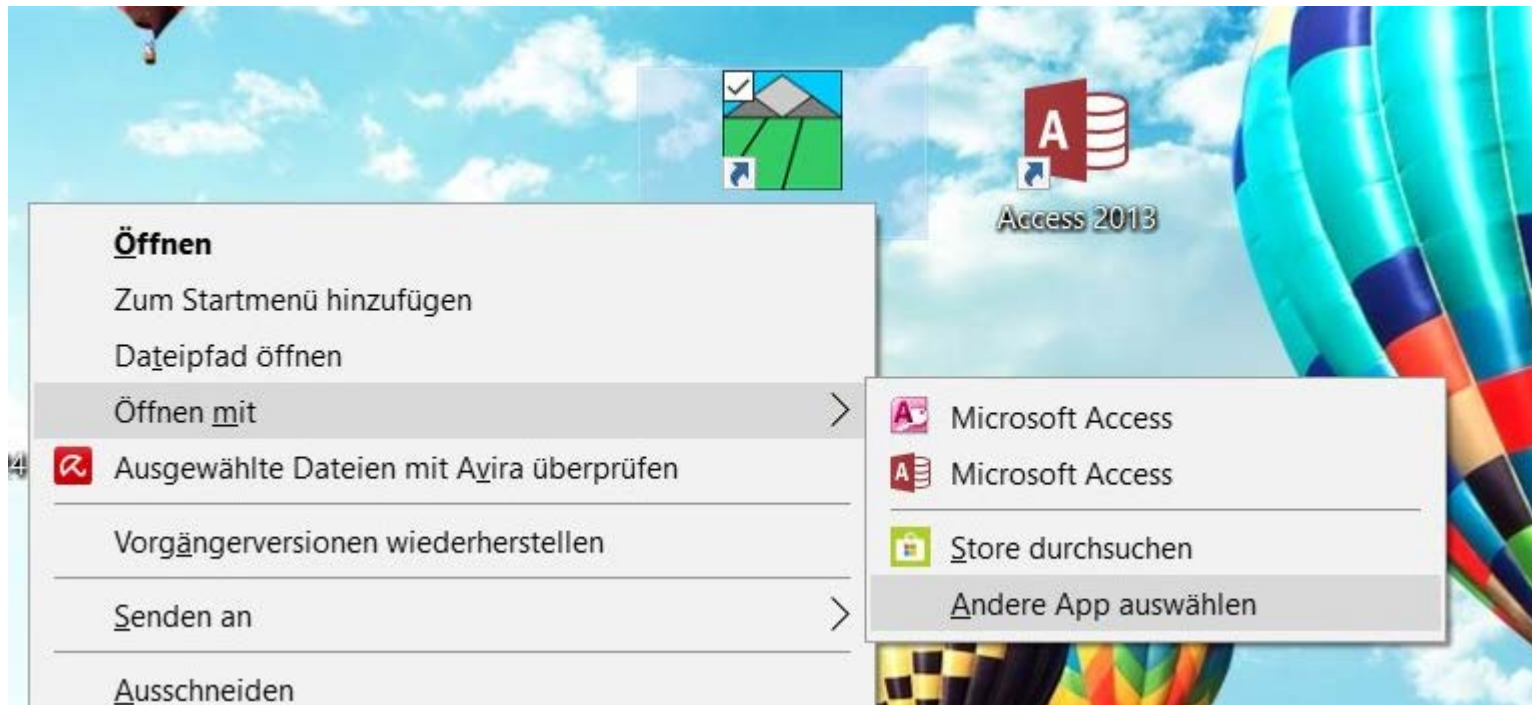 Access 2013
Öffnen
Zum Startmenü hinzufügen
Dateipfad öffnen
Öffnen mit
Ausgewählte Dateien mit Avira überprüfen
Vorgängerversionen wiederherstellen
Senden an
Ausschneiden
Microsoft Access
Microsoft Access
Store durchsuchen
Andere App auswählen